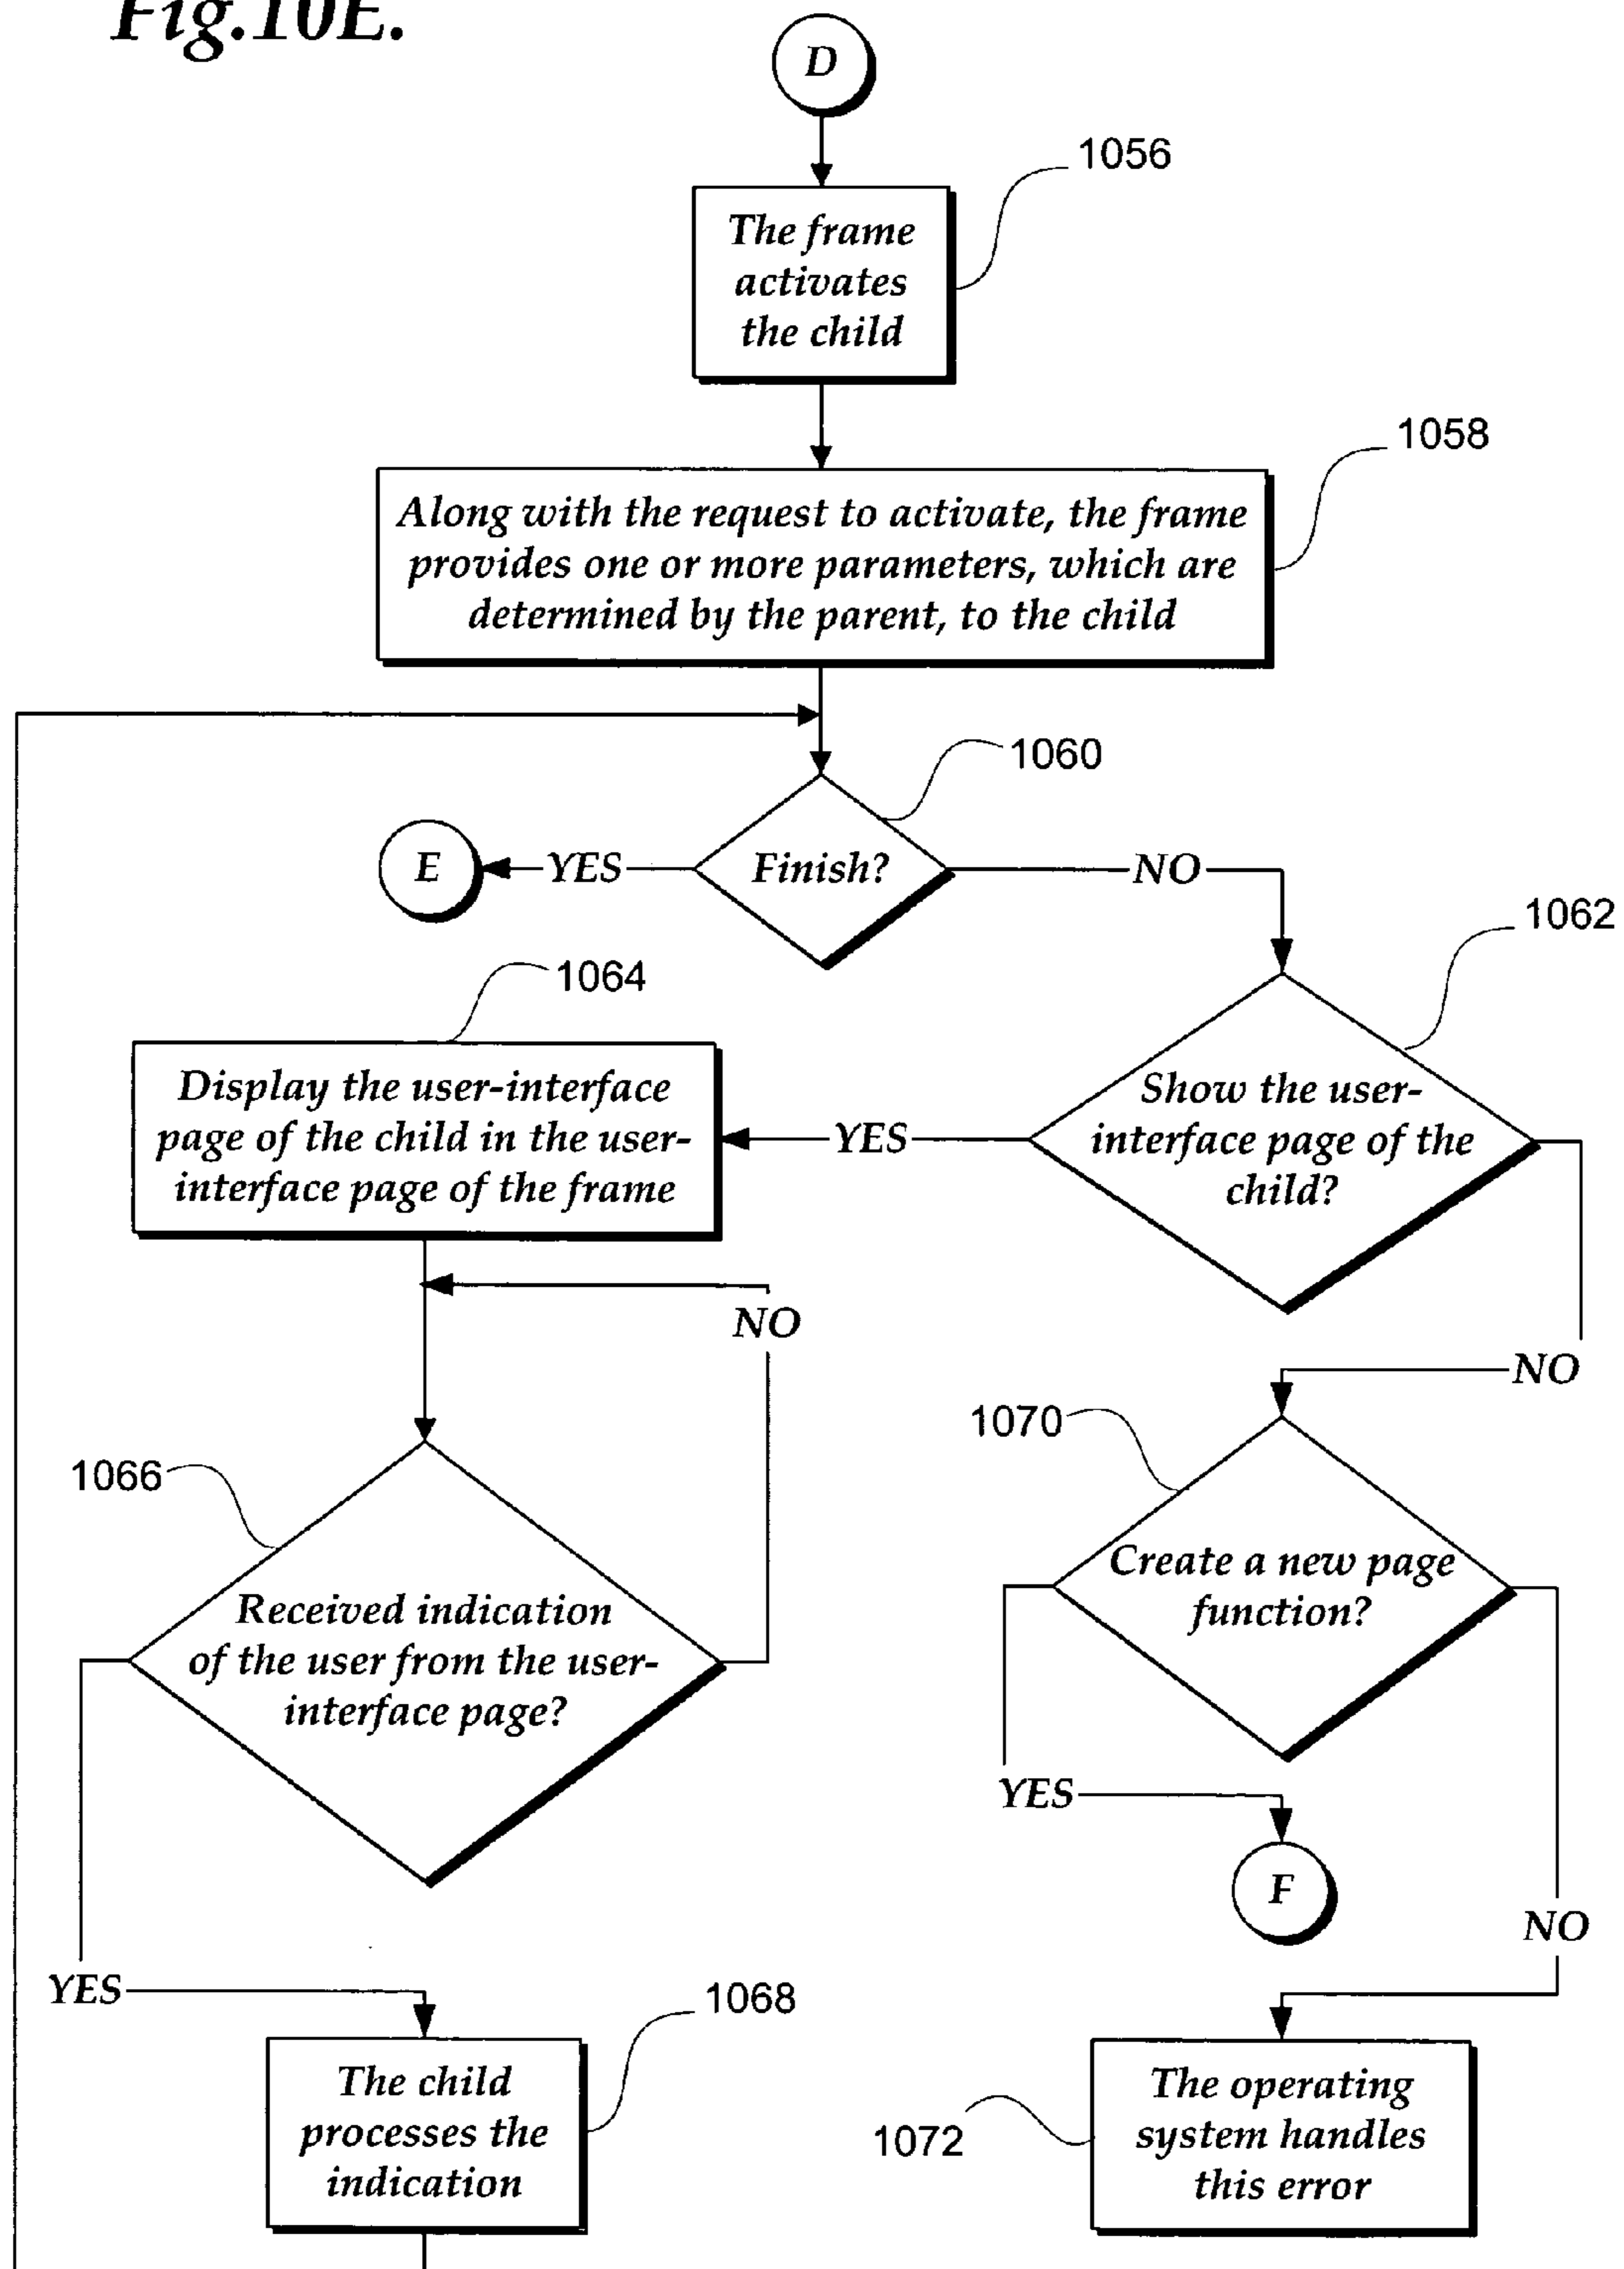 Fig.10E.
D
1056
The frame
activates
the child
1058
Along with the request to activate, the frame
provides one or more parameters, which are
determined by the parent, to the child
1060
E
YES
Finish?
NO
1062
1064
Display the user-interface
page of the child in the user-
interface page of the frame
YES
Show the user-
interface page of the
child?
NO
NO
1070
1066
Create a new page
function?
Received indication
of the user from the user-
interface page?
YES
F
NO
YES
1068
The child
processes the
indication
1072
The operating
system handles
this error